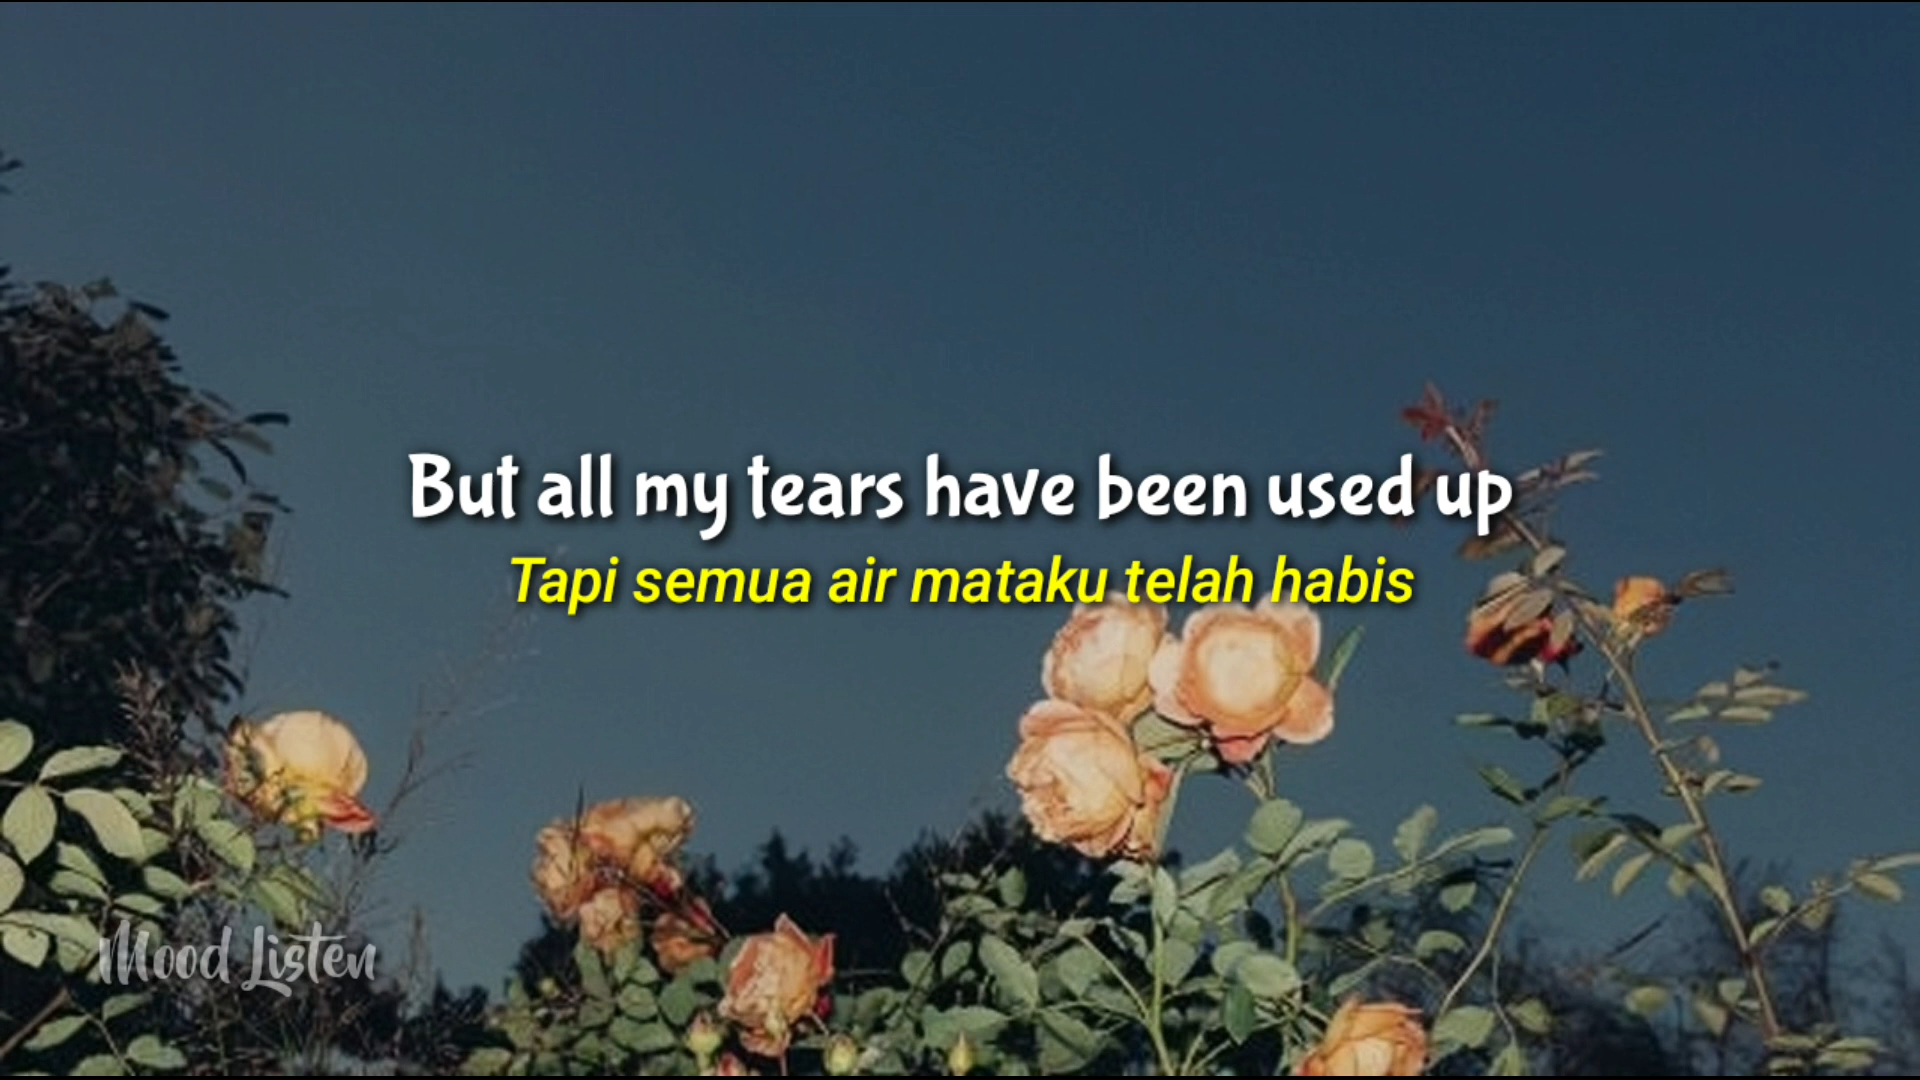 But all my tears have been used up
Tapi semua air mataku telah habis
Mood Listen